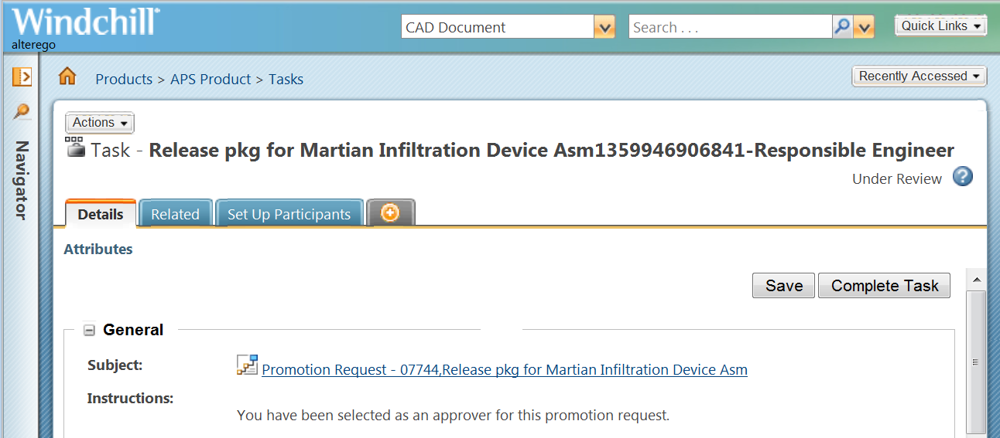 Windchill
alterego
CAD Document
Search . . .
Quick Links
Products > APS Product > Tasks
Recently Accessed
Navigator
Actions
Task - Release pkg for Martian Infiltration Device Asm1359946906841-Responsible Engineer
Under Review
Details Related Set Up Participants
Attributes
Save Complete Task
General
Subject: Promotion Request - 07744,Release pkg for Martian Infiltration Device Asm
Instructions:
You have been selected as an approver for this promotion request.